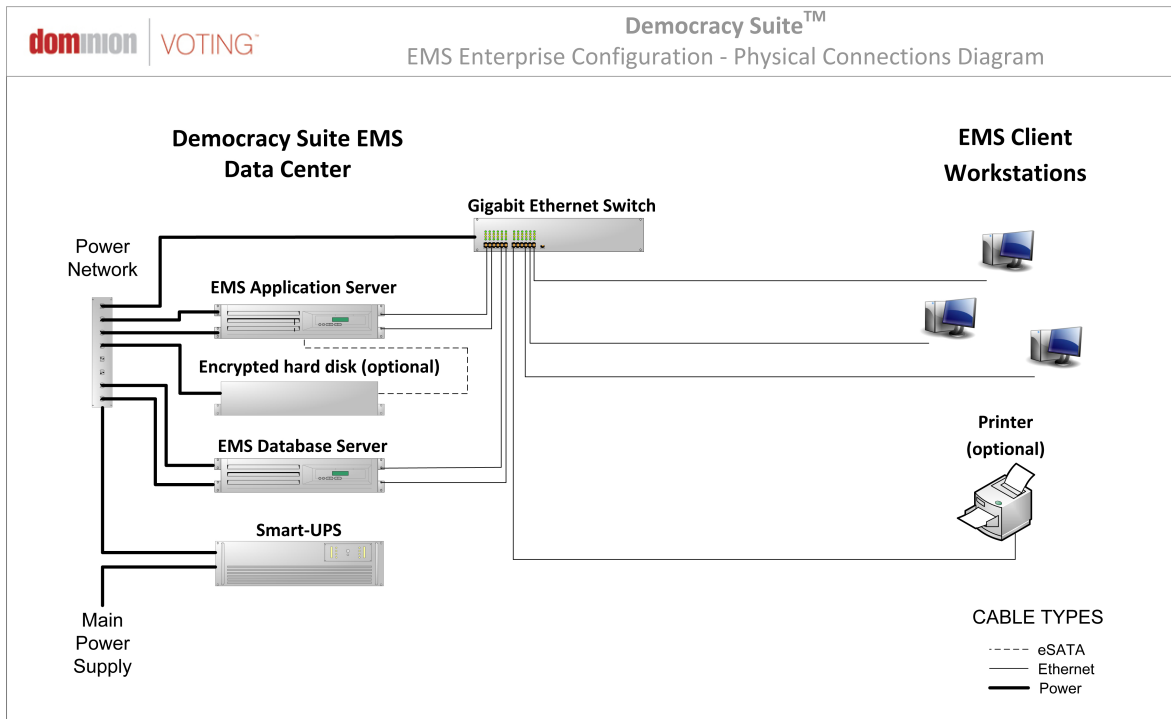 dominion VOTING™
Democracy Suite™
EMS Enterprise Configuration - Physical Connections Diagram
Democracy Suite EMS
Data Center
EMS Client
Workstations
Gigabit Ethernet Switch
Power
Network
EMS Application Server
Encrypted hard disk (optional)
EMS Database Server
Smart-UPS
Main
Power
Supply
Printer
(optional)
CABLE TYPES
eSATA
Ethernet
Power